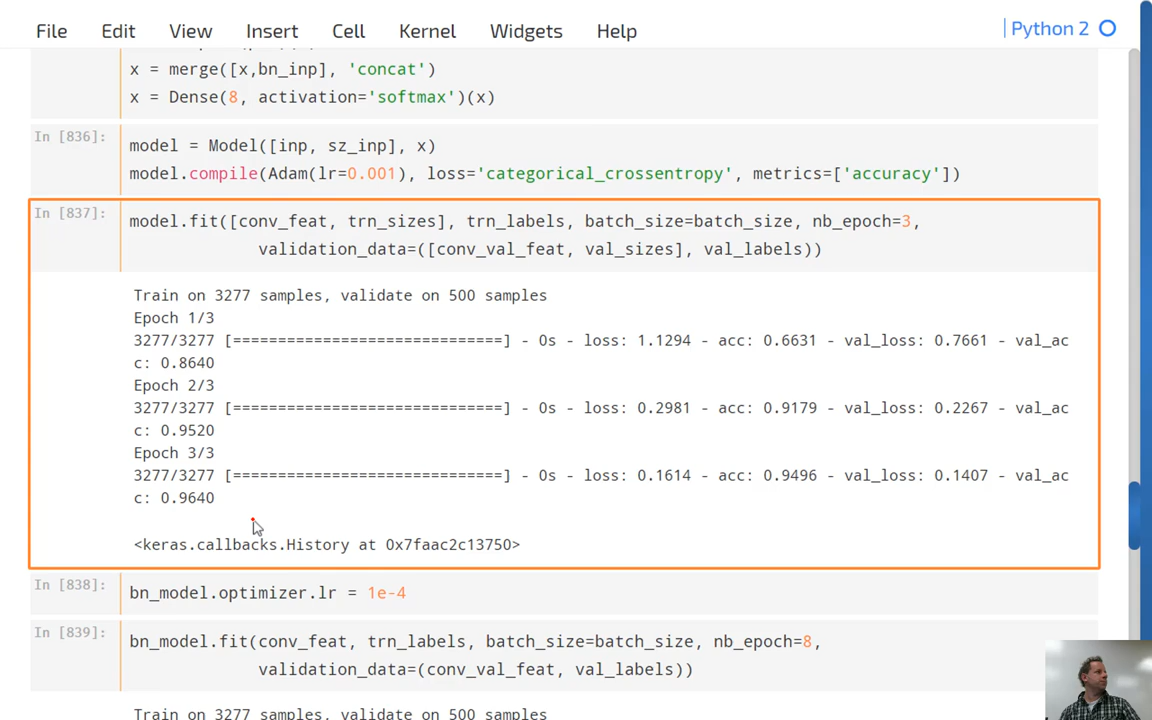 File Edit View Insert Cell Kernel Widgets Help Python 2
x = merge([x,bn_inp], 'concat')
x = Dense(8, activation='softmax')(x)
In [836]:
model = Model([inp, sz_inp], x)
model.compile(Adam(lr=0.001), loss='categorical_crossentropy', metrics=['accuracy'])
In [837]:
model.fit([conv_feat, trn_sizes], trn_labels, batch_size=batch_size, nb_epoch=3,
validation_data=([conv_val_feat, val_sizes], val_labels))
Train on 3277 samples, validate on 500 samples
Epoch 1/3
3277/3277 [==============================] - 0s - loss: 1.1294 - acc: 0.6631 - val_loss: 0.7661 - val_ac
c: 0.8640
Epoch 2/3
3277/3277 [==============================] - 0s - loss: 0.2981 - acc: 0.9179 - val_loss: 0.2267 - val_ac
c: 0.9520
Epoch 3/3
3277/3277 [==============================] - 0s - loss: 0.1614 - acc: 0.9496 - val_loss: 0.1407 - val_ac
c: 0.9640
<keras.callbacks.History at 0x7faac2c13750>
In [838]:
bn_model.optimizer.lr = 1e-4
In [839]:
bn_model.fit(conv_feat, trn_labels, batch_size=batch_size, nb_epoch=8,
validation_data=(conv_val_feat, val_labels))
Train on 3277 samples, validate on 500 samples